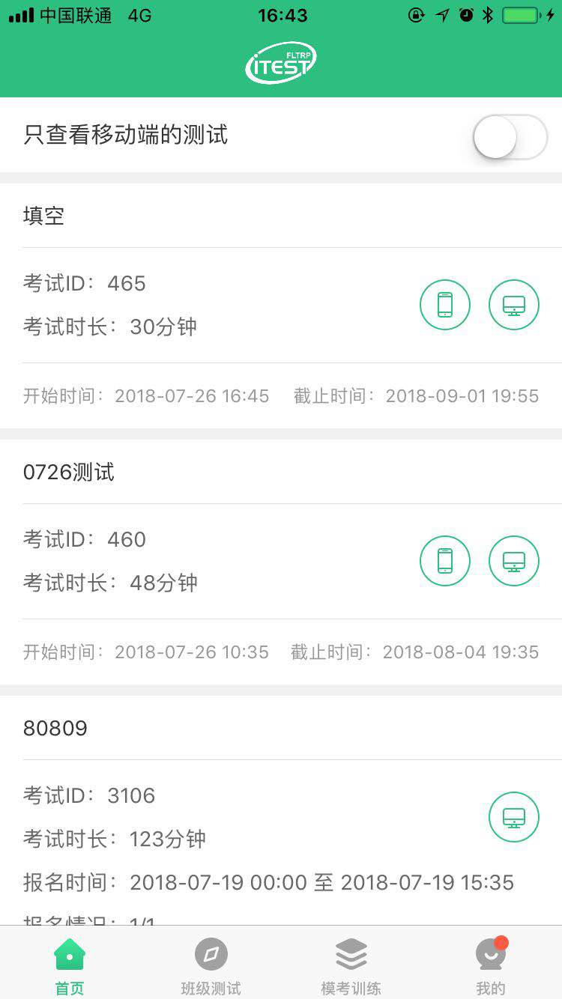 中国联通 4G 16:43
FLTRP
iTEST
只查看移动端的测试
填空
考试ID：465
考试时长：30分钟
开始时间：2018-07-26 16:45 截止时间：2018-09-01 19:55
0726测试
考试ID：460
考试时长：48分钟
开始时间：2018-07-26 10:35 截止时间：2018-08-04 19:35
80809
考试ID：3106
考试时长：123分钟
报名时间：2018-07-19 00:00 至 2018-07-19 15:35
报名情况：1/1
首页 班级测试 模考训练 我的